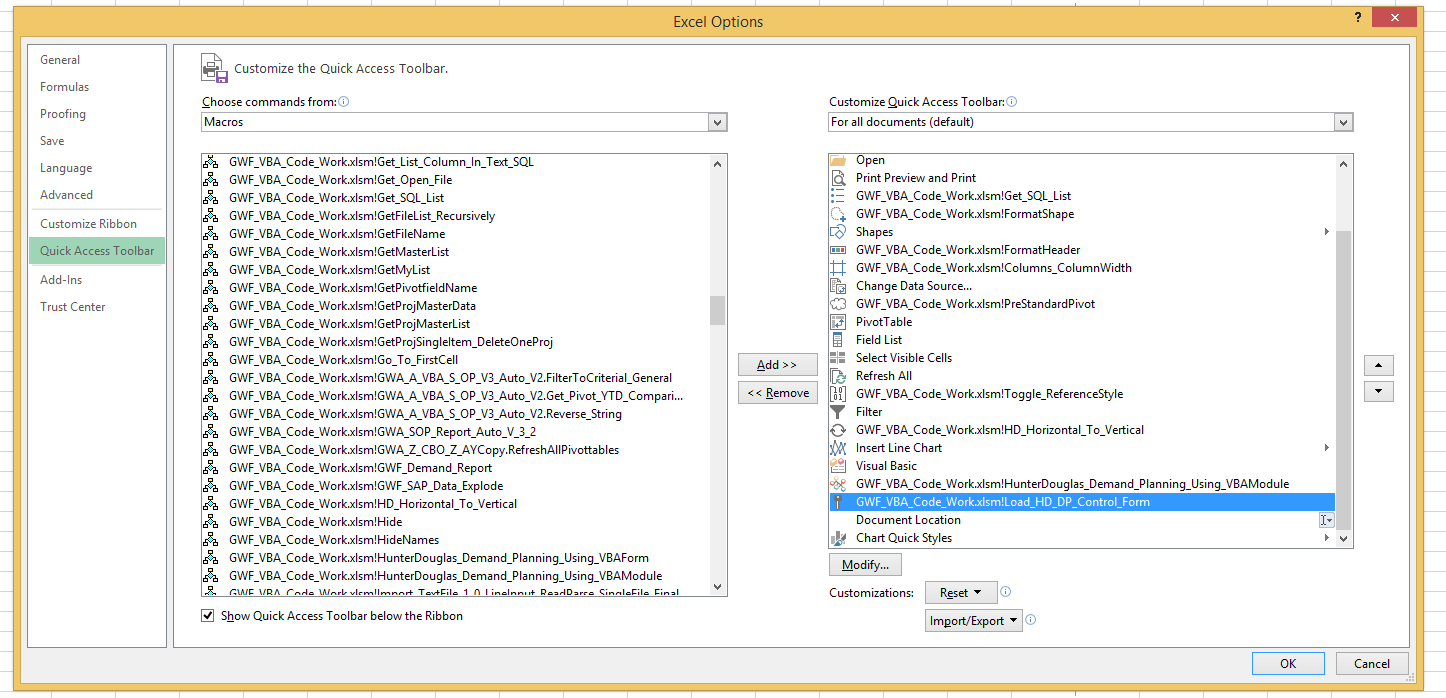 Excel Options
?
General
Formulas
Proofing
Save
Language
Advanced
Customize Ribbon
Quick Access Toolbar
Add-Ins
Trust Center
Customize the Quick Access Toolbar.
Choose commands from:
Macros
GWF_VBA_Code_Work.xlsm!Get_List_Column_In_Text_SQL
GWF_VBA_Code_Work.xlsm!Get_Open_File
GWF_VBA_Code_Work.xlsm!Get_SQL_List
GWF_VBA_Code_Work.xlsm!GetFileList_Recursively
GWF_VBA_Code_Work.xlsm!GetFileName
GWF_VBA_Code_Work.xlsm!GetMasterList
GWF_VBA_Code_Work.xlsm!GetMyList
GWF_VBA_Code_Work.xlsm!GetPivotfieldName
GWF_VBA_Code_Work.xlsm!GetProjMasterData
GWF_VBA_Code_Work.xlsm!GetProjMasterList
GWF_VBA_Code_Work.xlsm!GetProjSingleItem_DeleteOneProj
GWF_VBA_Code_Work.xlsm!Go_To_FirstCell
GWF_VBA_Code_Work.xlsm!GWA_A_VBA_S_OP_V3_Auto_V2.FilterToCriterial_General
GWF_VBA_Code_Work.xlsm!GWA_A_VBA_S_OP_V3_Auto_V2.Get_Pivot_YTD_Compari...
GWF_VBA_Code_Work.xlsm!GWA_A_VBA_S_OP_V3_Auto_V2.Reverse_String
GWF_VBA_Code_Work.xlsm!GWA_SOP_Report_Auto_V_3_2
GWF_VBA_Code_Work.xlsm!GWA_Z_CBO_Z_AYCopy.RefreshAllPivottables
GWF_VBA_Code_Work.xlsm!GWF_Demand_Report
GWF_VBA_Code_Work.xlsm!GWF_SAP_Data_Explode
GWF_VBA_Code_Work.xlsm!HD_Horizontal_To_Vertical
GWF_VBA_Code_Work.xlsm!Hide
GWF_VBA_Code_Work.xlsm!HideNames
GWF_VBA_Code_Work.xlsm!HunterDouglas_Demand_Planning_Using_VBAForm
GWF_VBA_Code_Work.xlsm!HunterDouglas_Demand_Planning_Using_VBAModule
GWF_VBA_Code_Work.xlsm!Import_TextFile_1_0_LineInput_ReadParse_SingleFile_Final
Show Quick Access Toolbar below the Ribbon
Add >>
<< Remove
Customize Quick Access Toolbar:
For all documents (default)
Open
Print Preview and Print
GWF_VBA_Code_Work.xlsm!Get_SQL_List
GWF_VBA_Code_Work.xlsm!FormatShape
Shapes
GWF_VBA_Code_Work.xlsm!FormatHeader
GWF_VBA_Code_Work.xlsm!Columns_ColumnWidth
Change Data Source...
GWF_VBA_Code_Work.xlsm!PreStandardPivot
PivotTable
Field List
Select Visible Cells
Refresh All
GWF_VBA_Code_Work.xlsm!Toggle_ReferenceStyle
Filter
GWF_VBA_Code_Work.xlsm!HD_Horizontal_To_Vertical
Insert Line Chart
Visual Basic
GWF_VBA_Code_Work.xlsm!HunterDouglas_Demand_Planning_Using_VBAModule
GWF_VBA_Code_Work.xlsm!Load_HD_DP_Control_Form
Document Location
Chart Quick Styles
Modify...
Customizations:
Reset
Import/Export
OK
Cancel